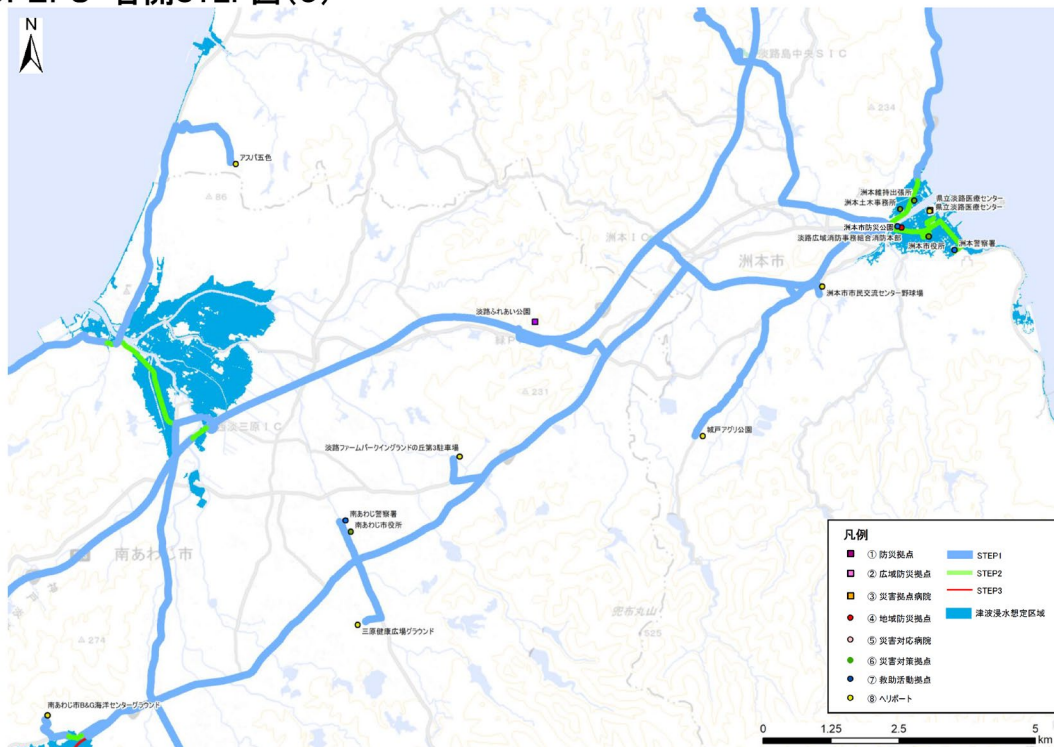 N
淡路島中央SIC
234
アスパ五色
86
洲本維持出張所
洲本土木事務所
県立淡路医療センター
県立淡路医療センター
洲本市防災公園
淡路広域消防事務組合消防本部
洲本市役所
洲本警察署
洲本IC
洲本市
洲本市市民交流センター野球場
淡路ふれあい公園
231
三原IC
城戸アグリ公園
淡路ファームパークイングランドの丘第3駐車場
南あわじ警察署
南あわじ市役所
南あわじ市
三原健康広場グラウンド
525
274
南あわじ市B&G海洋センターグラウンド
凡例
① 防災拠点
② 広域防災拠点
③ 災害拠点病院
④ 地域防災拠点
⑤ 災害対応病院
⑥ 災害対策拠点
⑦ 救助活動拠点
⑧ ヘリポート
STEP1
STEP2
STEP3
津波浸水想定区域
0 1.25 2.5 5
km